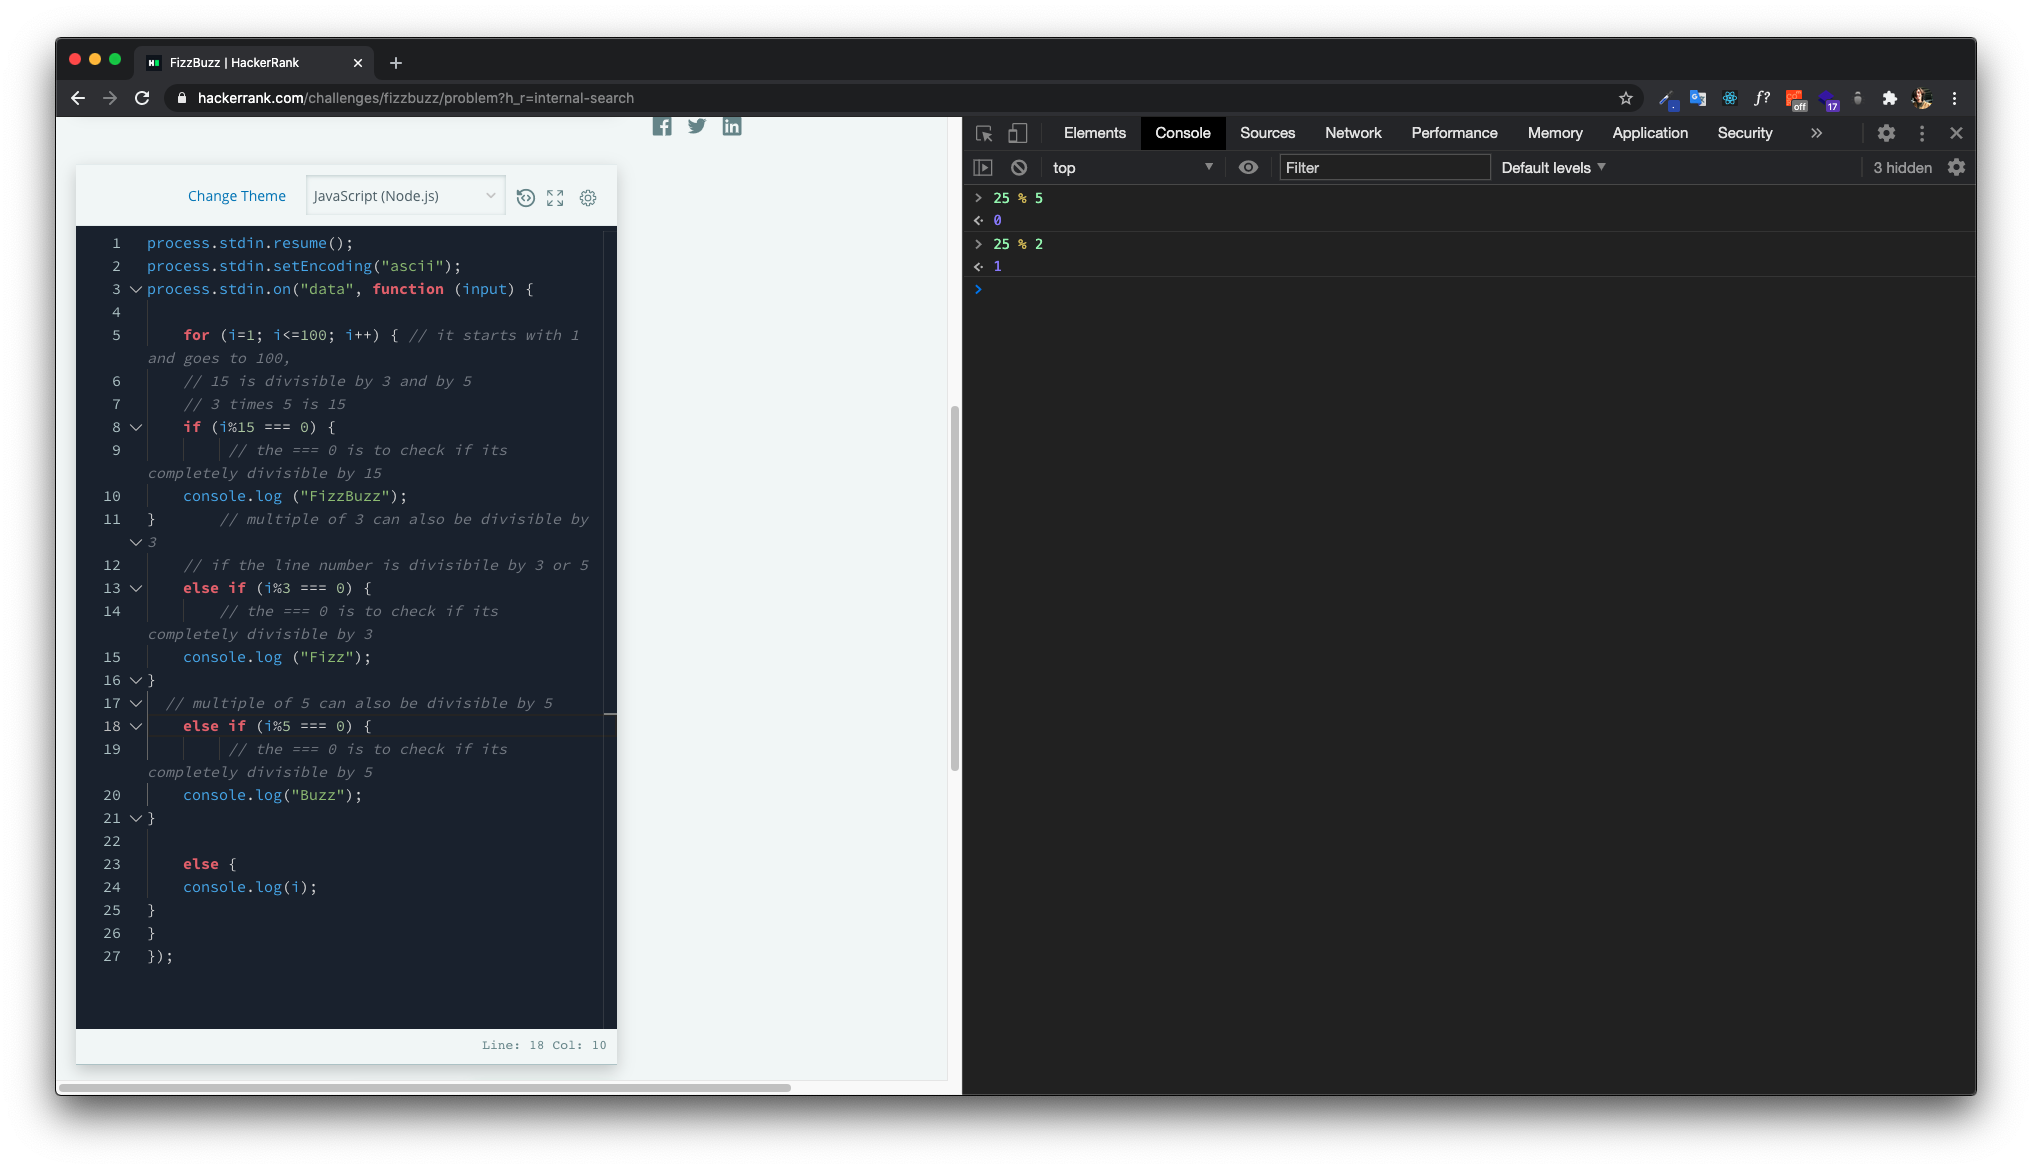 FizzBuzz | HackerRank
hackerrank.com/challenges/fizzbuzz/problem?h_r=internal-search
f?
off
17
Change Theme
JavaScript (Node.js)
1 process.stdin.resume();
2 process.stdin.setEncoding("ascii");
3 process.stdin.on("data", function (input) {
4
5 for (i=1; i<=100; i++) { // it starts with 1
and goes to 100,
6 // 15 is divisible by 3 and by 5
7 // 3 times 5 is 15
8 if (i%15 === 0) {
9 // the === 0 is to check if its
completely divisible by 15
10 console.log ("FizzBuzz");
11 } // multiple of 3 can also be divisible by
3
12 // if the line number is divisibile by 3 or 5
13 else if (i%3 === 0) {
14 // the === 0 is to check if its
completely divisible by 3
15 console.log ("Fizz");
16 }
17 // multiple of 5 can also be divisible by 5
18 else if (i%5 === 0) {
19 // the === 0 is to check if its
completely divisible by 5
20 console.log("Buzz");
21 }
22
23 else {
24 console.log(i);
25 }
26 }
27 });
Line: 18 Col: 10
Elements Console Sources Network Performance Memory Application Security »
top Filter Default levels 3 hidden
> 25 % 5
0
> 25 % 2
1
>